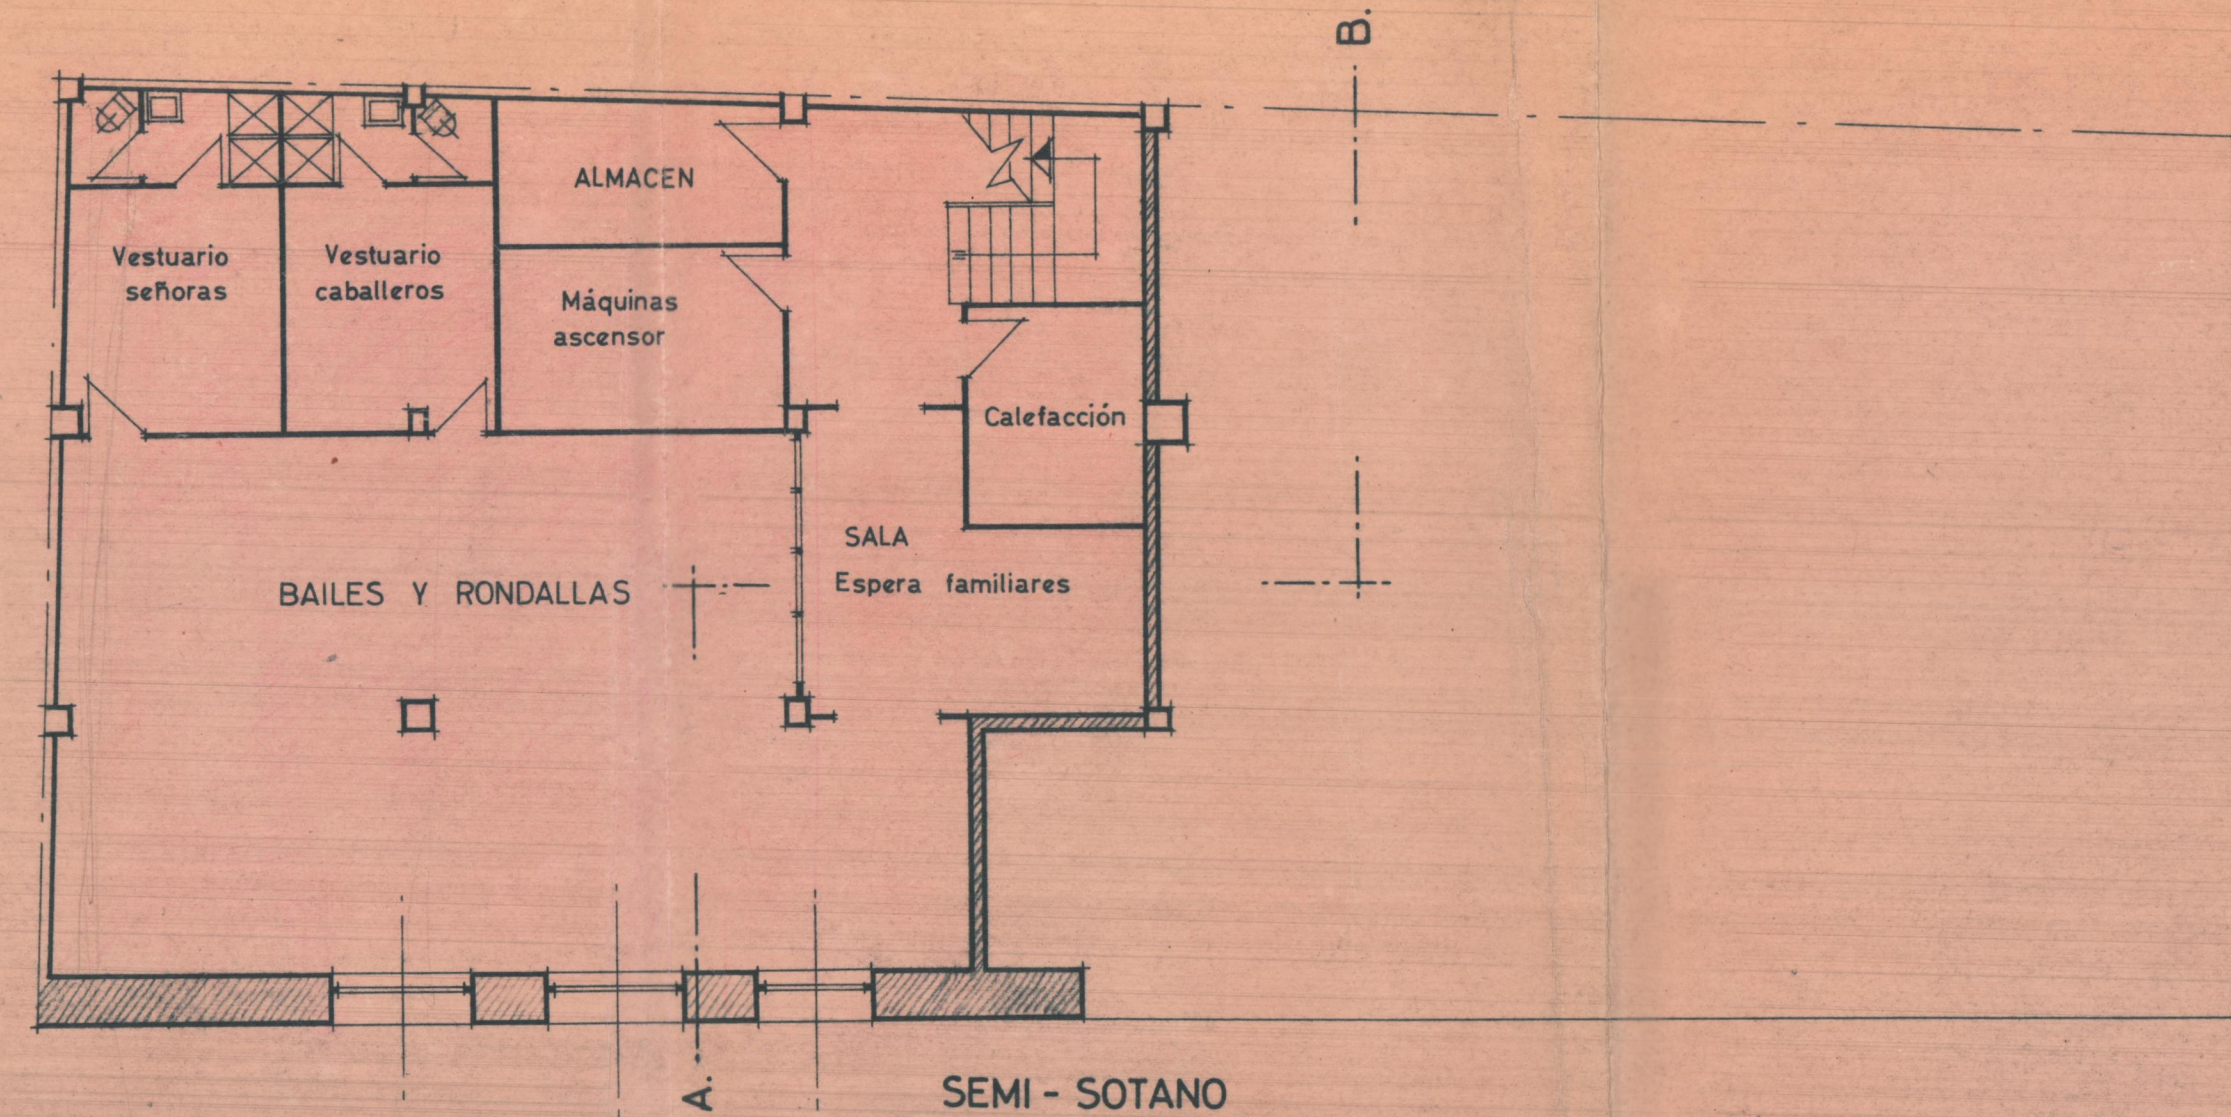 B.
ALMACEN
Vestuario
señoras
Vestuario
caballeros
Máquinas
ascensor
Calefacción
SALA
Espera familiares
BAILES Y RONDALLAS
A.
SEMI - SOTANO